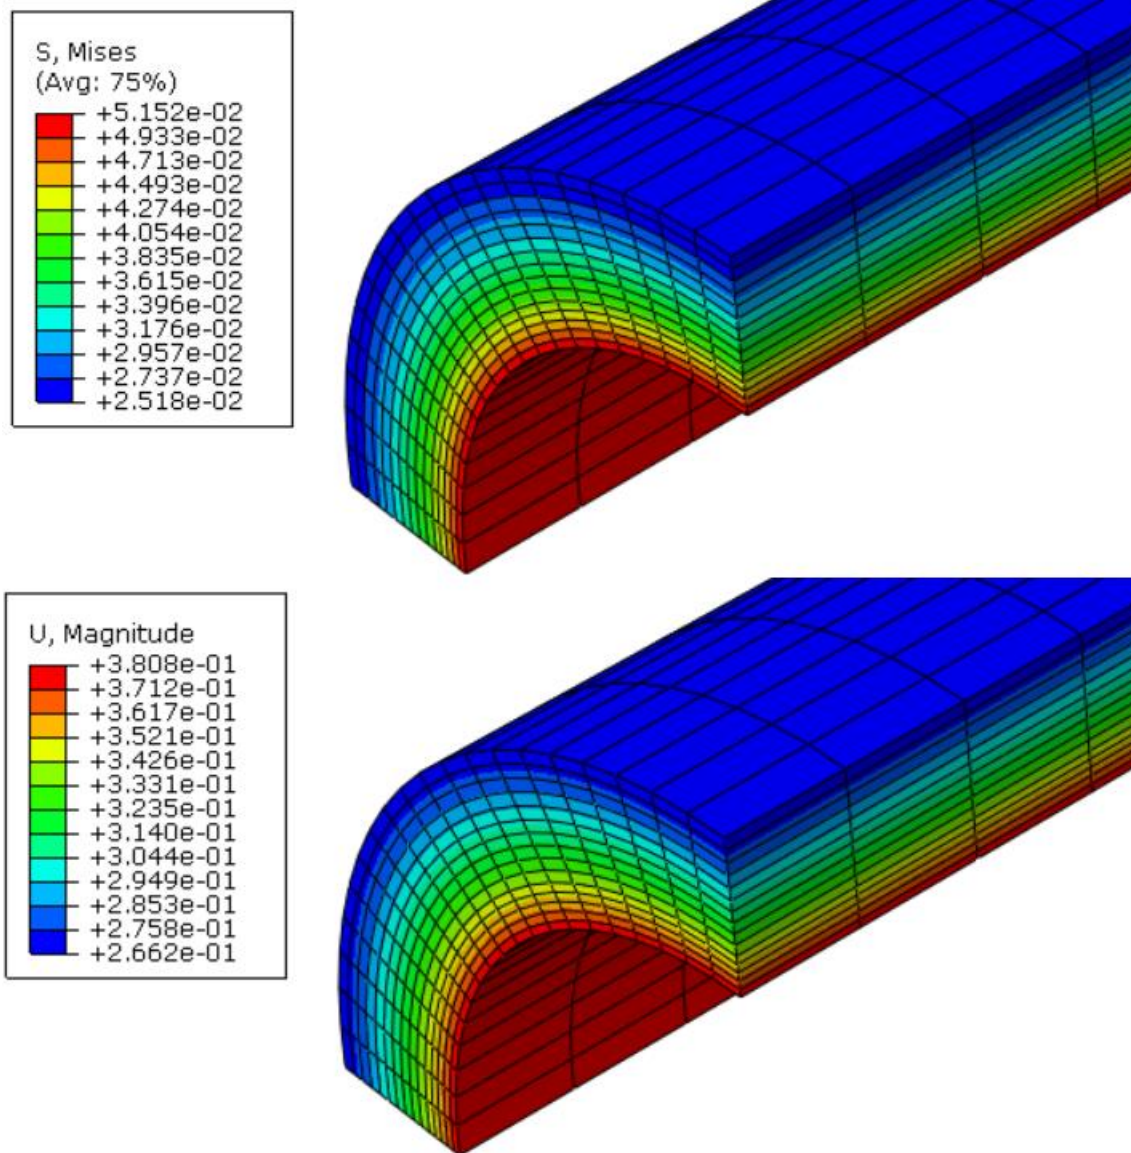 S, Mises
(Avg: 75%)
+5.152e-02
+4.933e-02
+4.713e-02
+4.493e-02
+4.274e-02
+4.054e-02
+3.835e-02
+3.615e-02
+3.396e-02
+3.176e-02
+2.957e-02
+2.737e-02
+2.518e-02
U, Magnitude
+3.808e-01
+3.712e-01
+3.617e-01
+3.521e-01
+3.426e-01
+3.331e-01
+3.235e-01
+3.140e-01
+3.044e-01
+2.949e-01
+2.853e-01
+2.758e-01
+2.662e-01